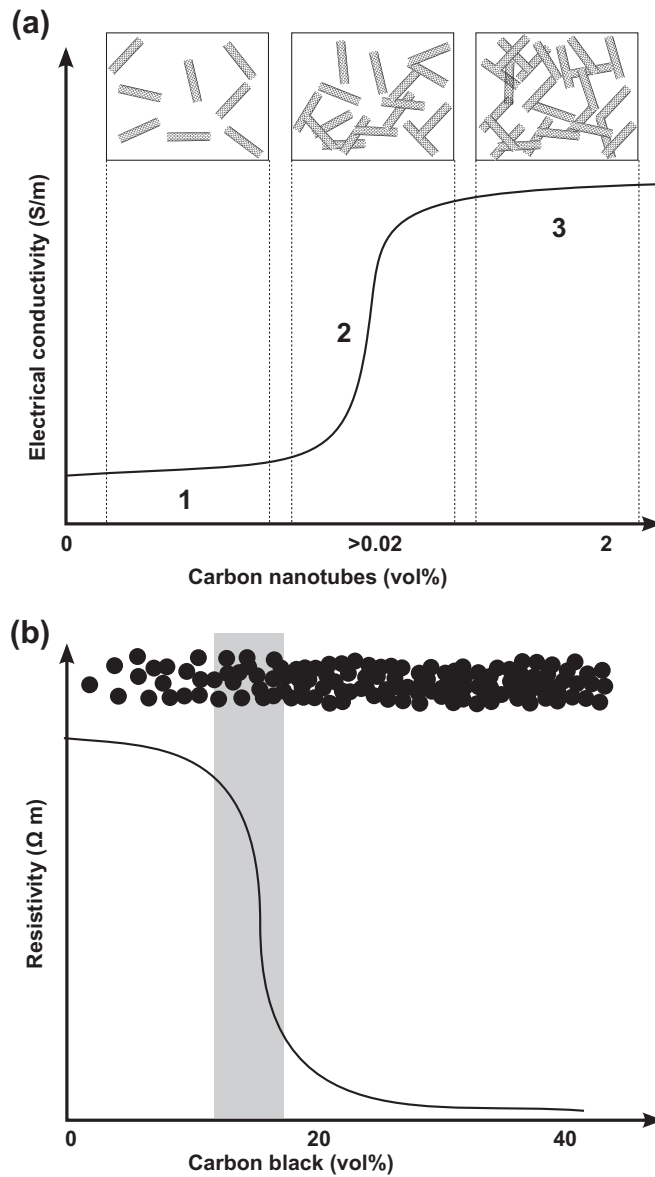 (a)
Electrical conductivity (S/m)
1
2
3
0
>0.02
2
Carbon nanotubes (vol%)
(b)
Resistivity (Ω m)
0
20
40
Carbon black (vol%)